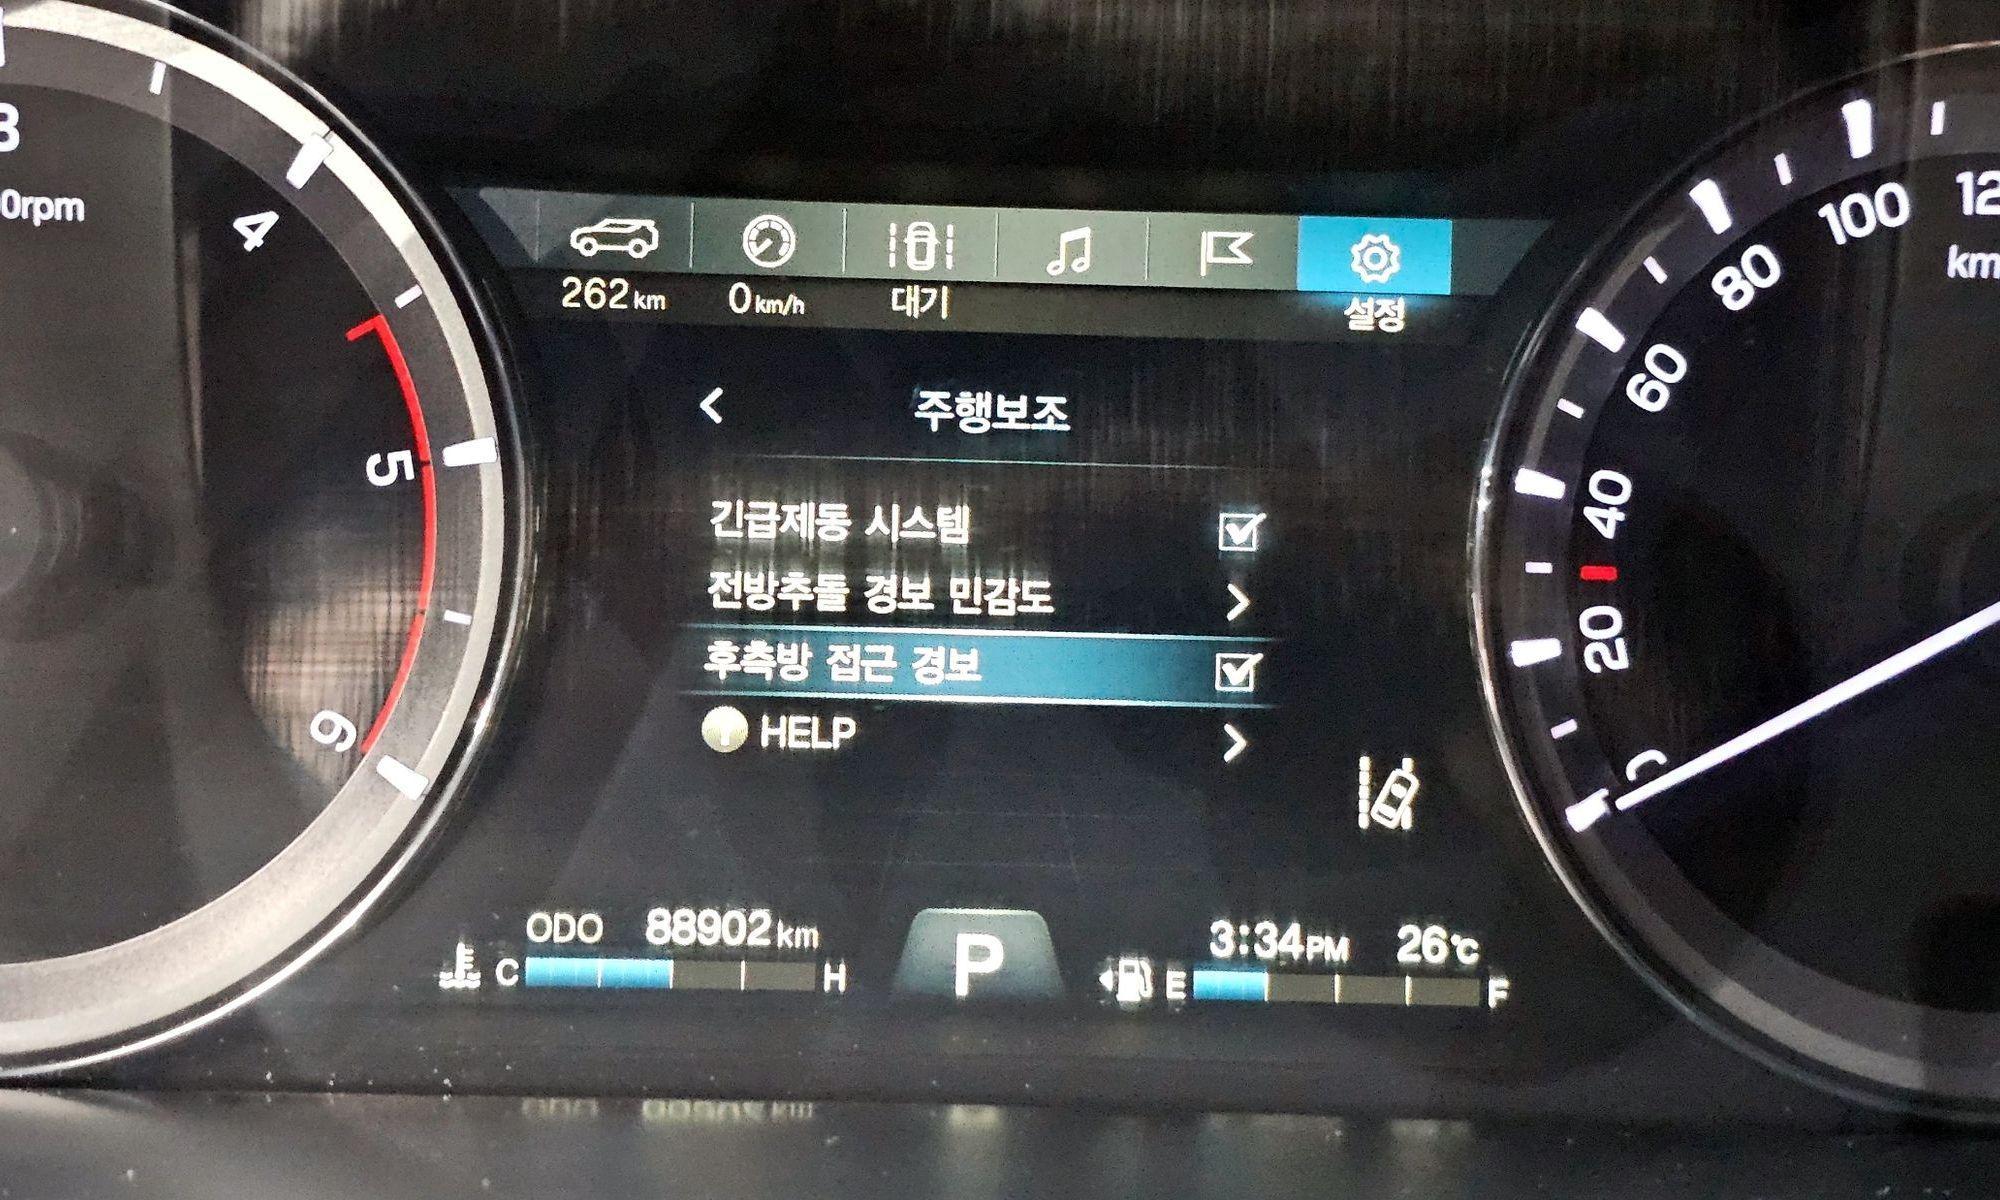 262 km
0 km/h
대기
설정
주행보조
긴급제동 시스템
전방추돌 경보 민감도
후측방 접근 경보
HELP
ODO 88902 km
C H
P
3:34 PM 26℃
E F
3
4
5
6
0
20
40
60
80
100